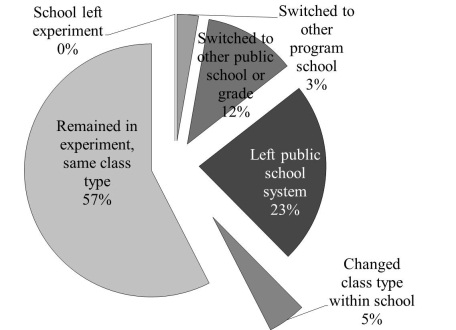 School left
experiment
0%
Switched to
other
program
school
3%
Switched to
other public
school or
grade
12%
Left public
school
system
23%
Changed
class type
within school
5%
Remained in
experiment,
same class
type
57%